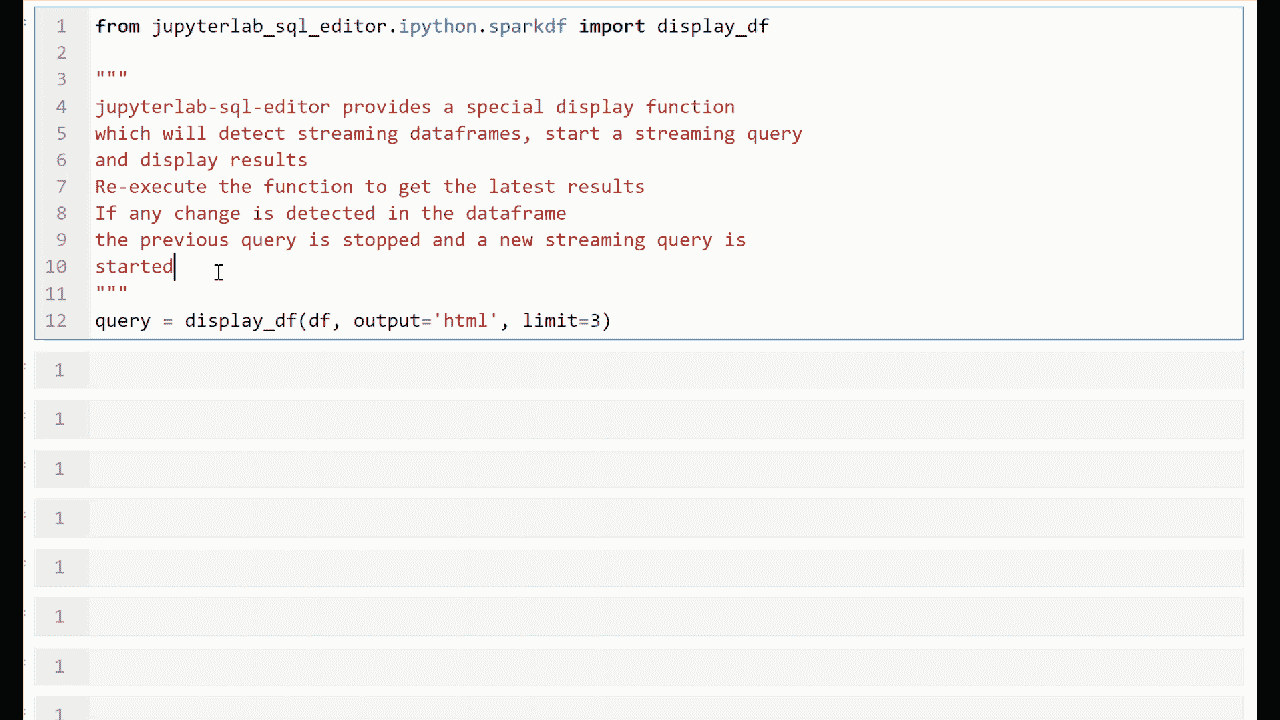 1 from jupyterlab_sql_editor.ipython.sparkdf import display_df
2
3 """
4 jupyterlab-sql-editor provides a special display function
5 which will detect streaming dataframes, start a streaming query
6 and display results
7 Re-execute the function to get the latest results
8 If any change is detected in the dataframe
9 the previous query is stopped and a new streaming query is
10 started
11 """
12 query = display_df(df, output='html', limit=3)
1
1
1
1
1
1
1
1